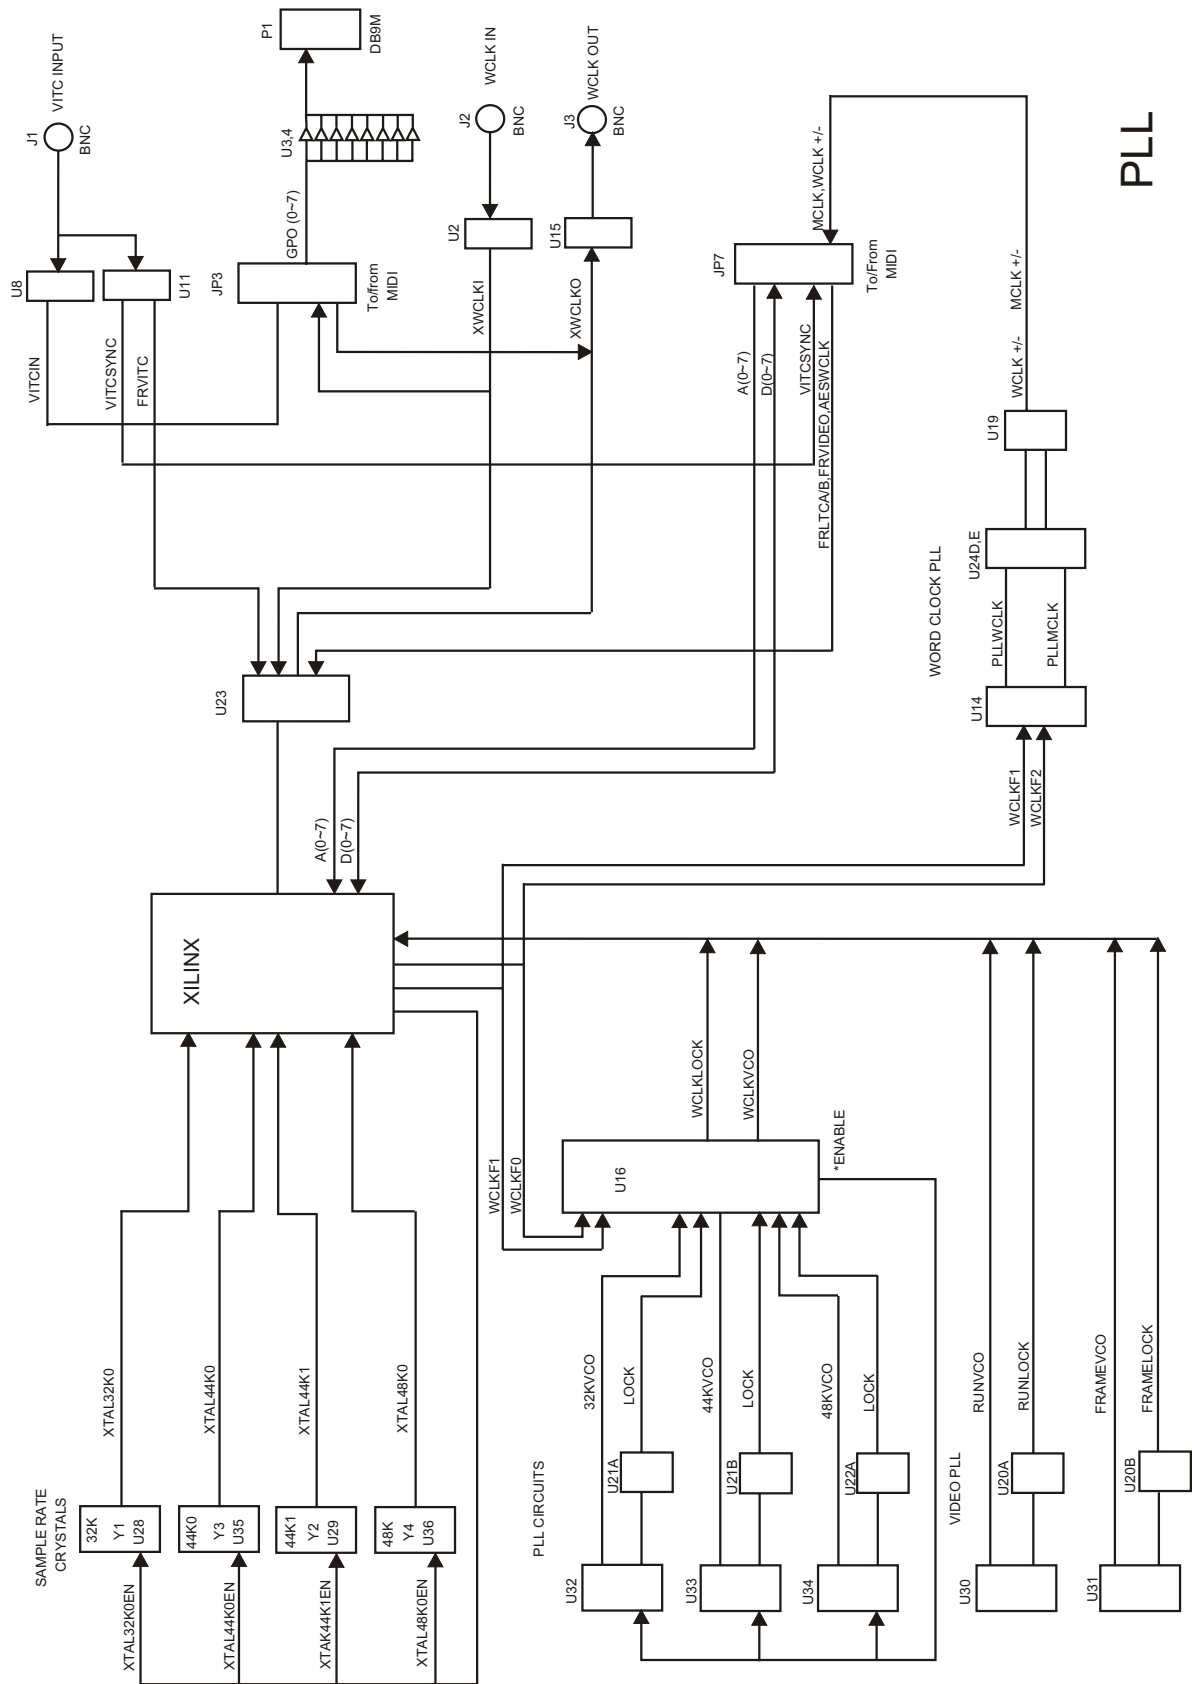 PLL
SAMPLE RATE
CRYSTALS
XTAL32K0EN
XTAL44K0EN
XTAK44K1EN
XTAL48K0EN
32K
Y1
U28
44K0
Y3
U35
44K1
Y2
U29
48K
Y4
U36
XTAL32K0
XTAL44K0
XTAL44K1
XTAL48K0
XILINX
A(0~7)
D(0~7)
U23
VITCIN
VITCSYNC
FRVITC
U8
U11
J1
BNC
VITC INPUT
JP3
To/from
MIDI
GPO (0~7)
U3,4
P1
DB9M
XWCLKI
U2
J2
BNC
WCLK IN
XWCLKO
U15
J3
BNC
WCLK OUT
A(0~7)
D(0~7)
VITCSYNC
FRLTCA/B,FRVIDEO,AESWCLK
JP7
To/From
MIDI
MCLK,WCLK +/-
PLL CIRCUITS
U32
U33
U34
U21A
U21B
U22A
32KVCO
LOCK
44KVCO
LOCK
48KVCO
LOCK
WCLKF1
WCLKF0
U16
*ENABLE
WCLKLOCK
WCLKVCO
VIDEO PLL
U30
U31
U20A
U20B
RUNVCO
RUNLOCK
FRAMEVCO
FRAMELOCK
WORD CLOCK PLL
WCLKF1
WCLKF2
U14
PLLWCLK
PLLMCLK
U24D,E
U19
WCLK +/-
MCLK +/-